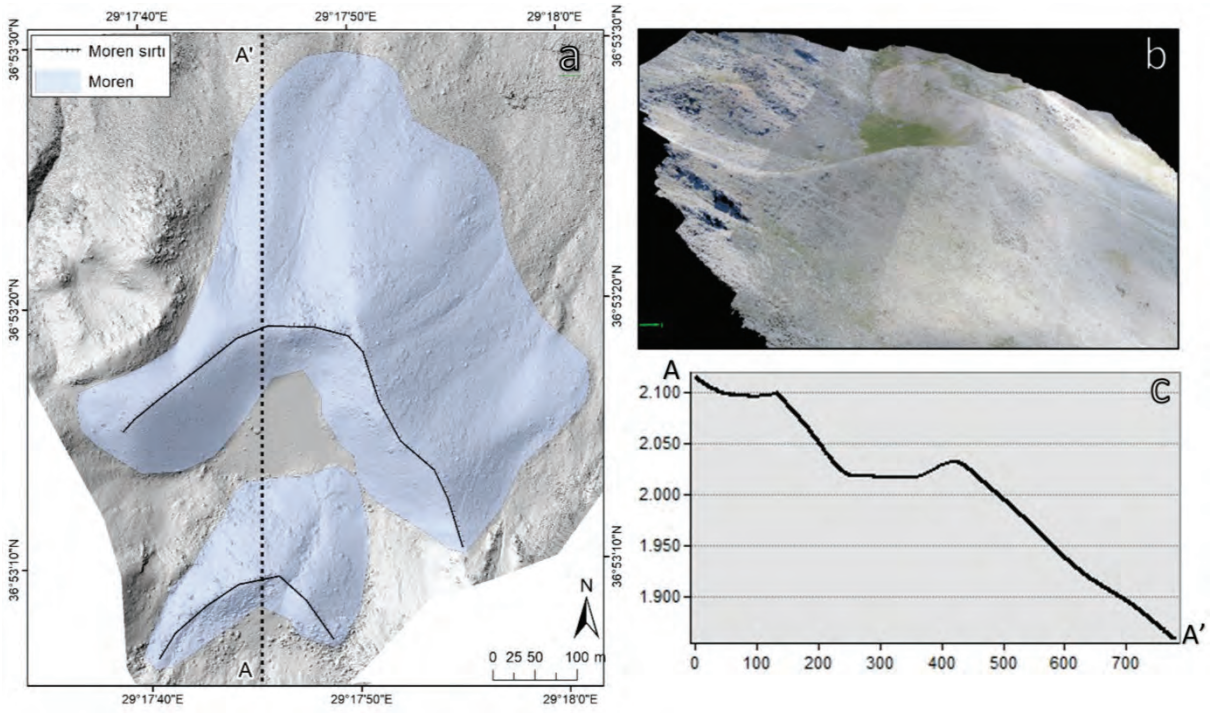 29°17'40"E 29°17'50"E 29°18'0"E
36°53'30"N 36°53'30"N
Moren sırtı
Moren
A'
a
b
36°53'20"N 36°53'20"N
A
C
2.100
2.050
2.000
1.950
1.900
A'
0 100 200 300 400 500 600 700
36°53'10"N 36°53'10"N
N
0 25 50 100 m
A
29°17'40"E 29°17'50"E 29°18'0"E